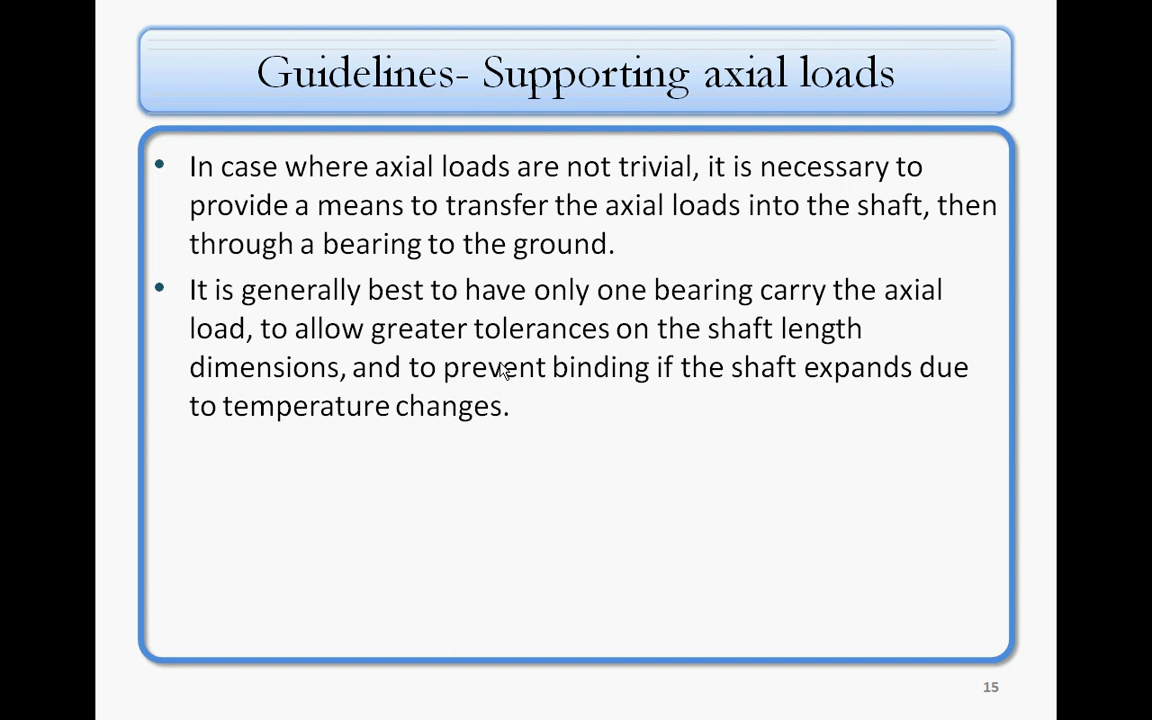 Guidelines- Supporting axial loads
• In case where axial loads are not trivial, it is necessary to
provide a means to transfer the axial loads into the shaft, then
through a bearing to the ground.
• It is generally best to have only one bearing carry the axial
load, to allow greater tolerances on the shaft length
dimensions, and to prevent binding if the shaft expands due
to temperature changes.
15